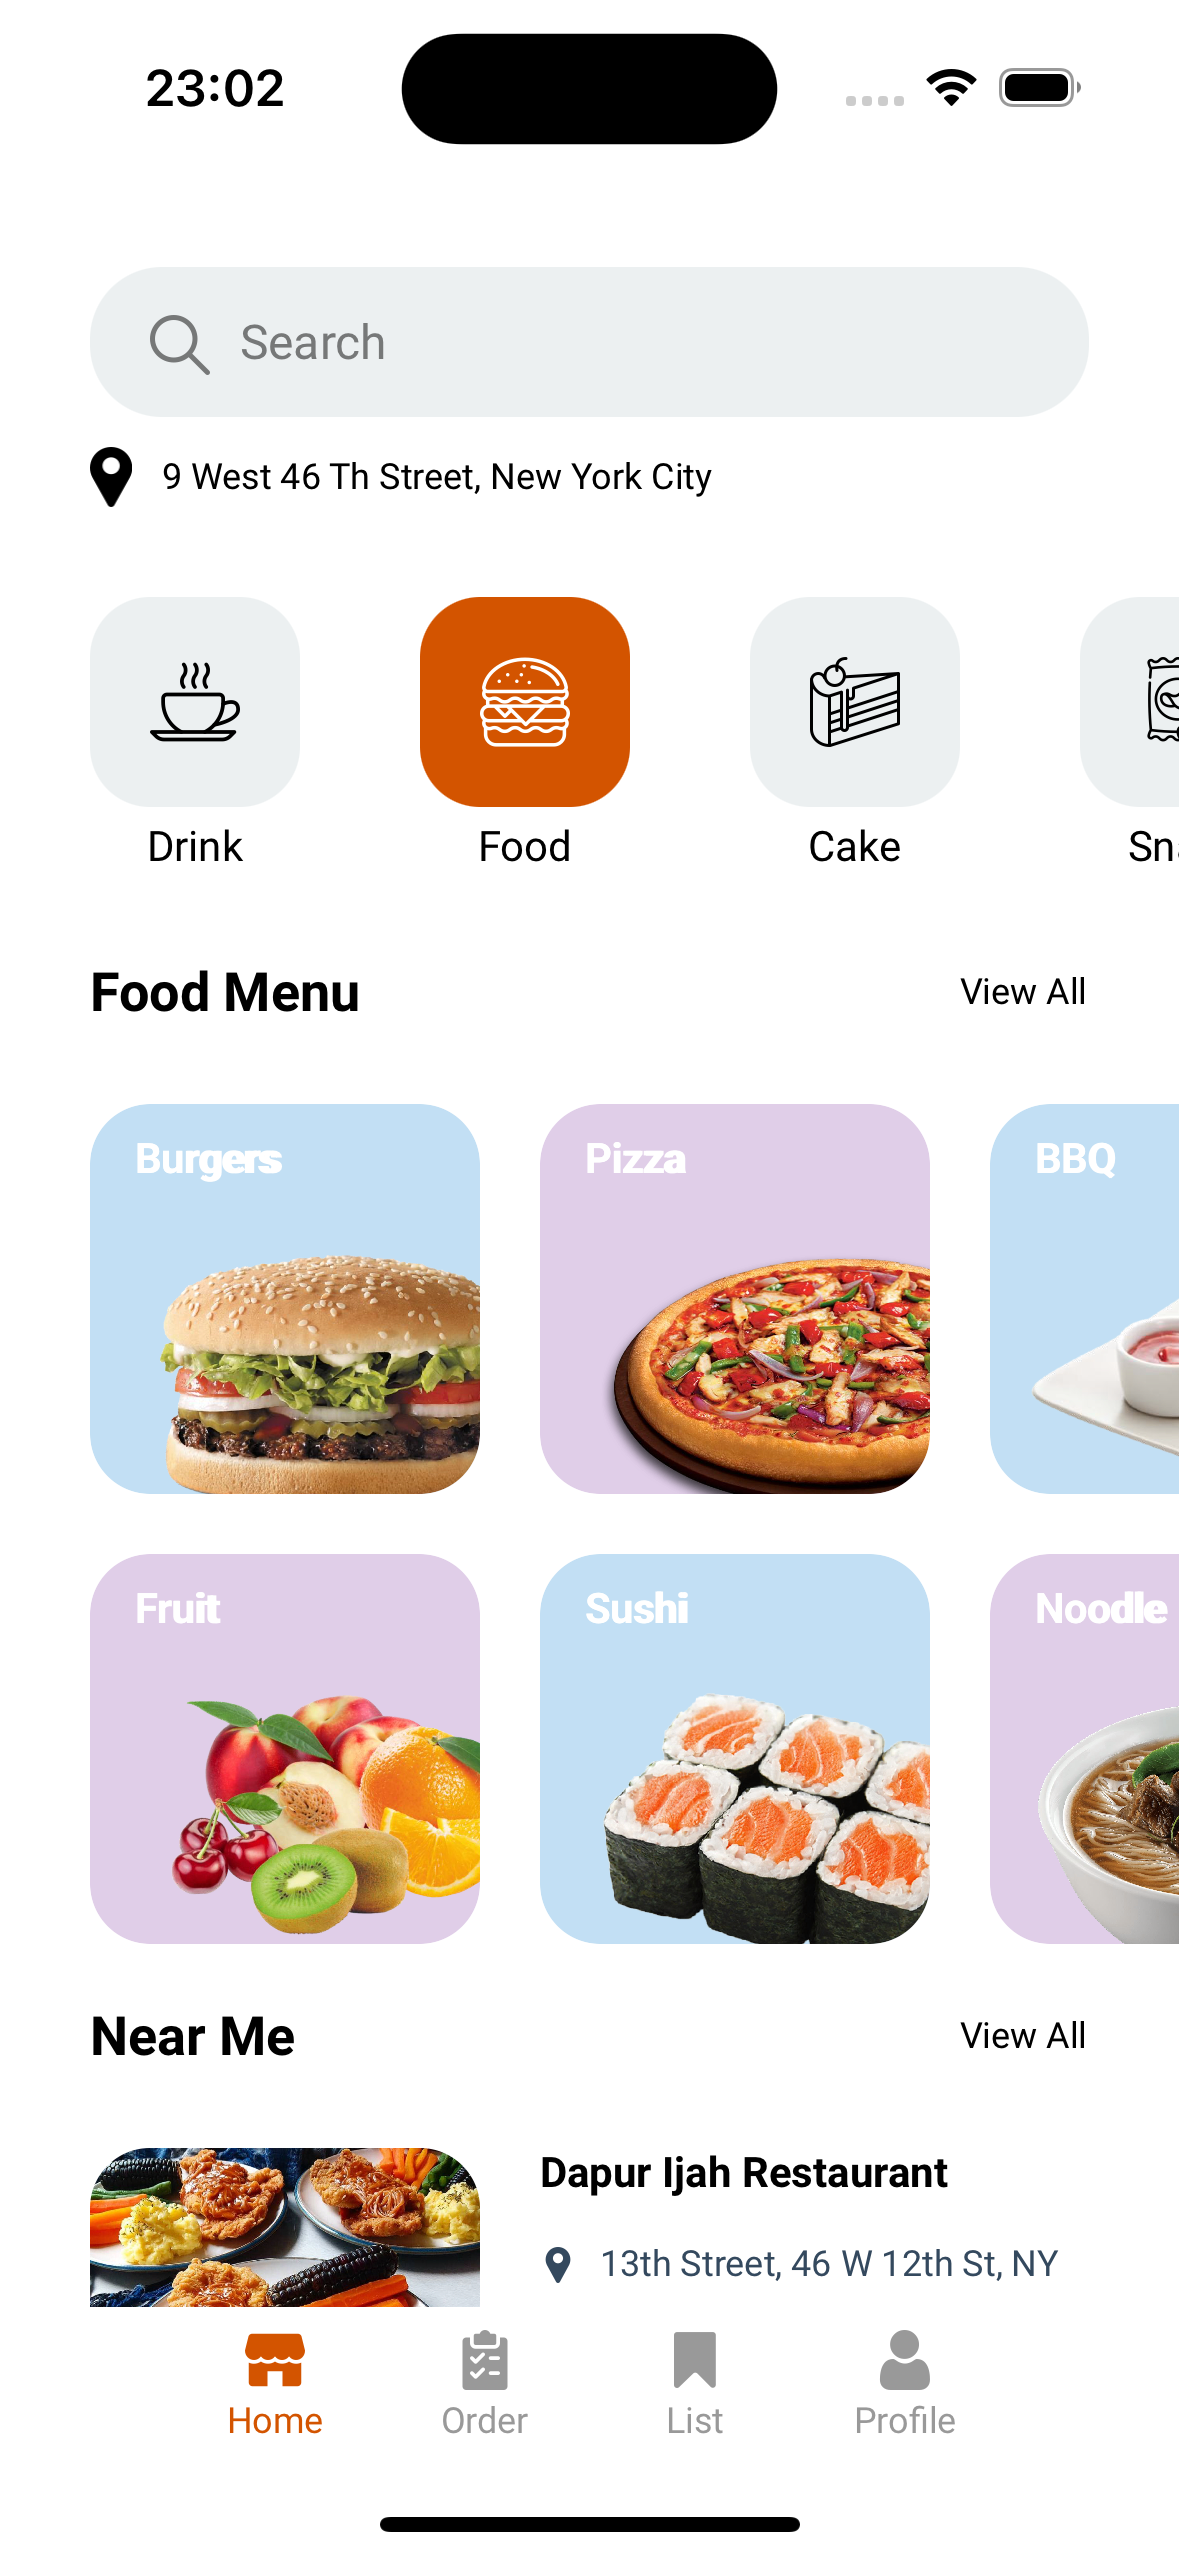 23:02
Search
9 West 46 Th Street, New York City
Drink
Food
Cake
Food Menu
View All
Burgers
Pizza
BBQ
Fruit
Sushi
Noodle
Near Me
View All
Dapur Ijah Restaurant
13th Street, 46 W 12th St, NY
Home
Order
List
Profile